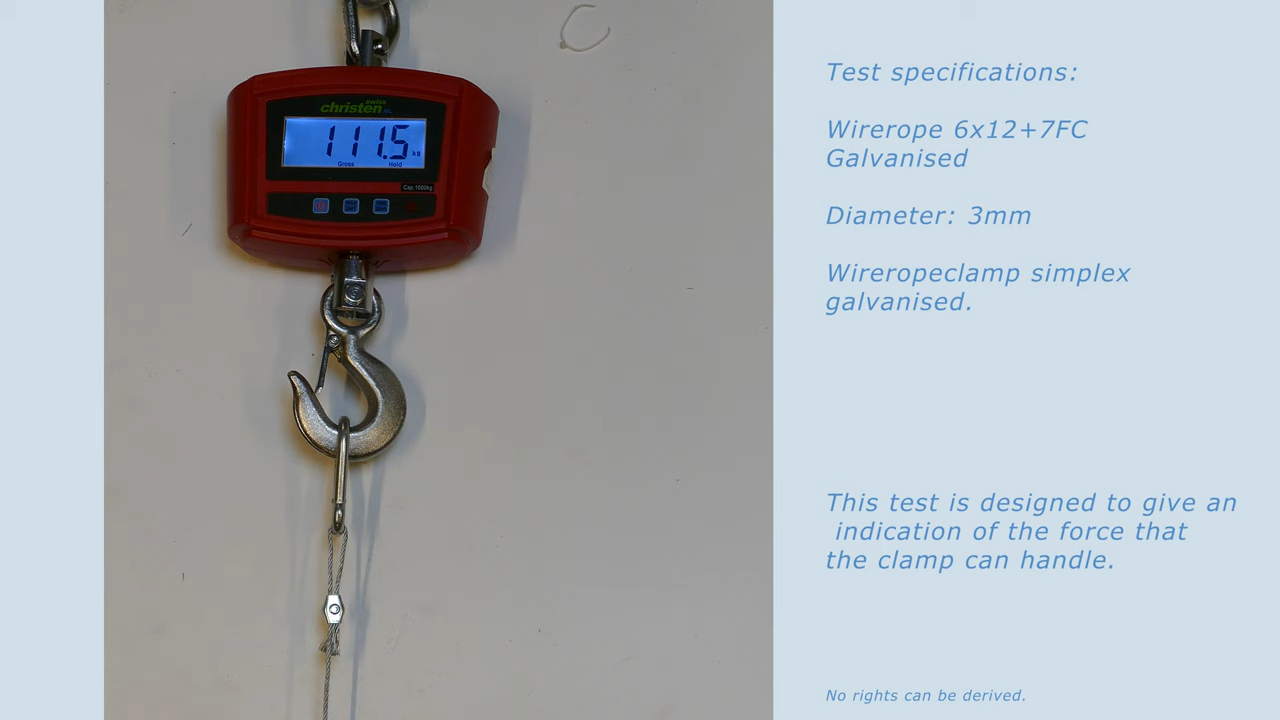 swiss
christen
111.5 kg
Gross Hold
Cap.1000kg
Test specifications:
Wirerope 6x12+7FC
Galvanised
Diameter: 3mm
Wireropeclamp simplex
galvanised.
This test is designed to give an
indication of the force that
the clamp can handle.
No rights can be derived.